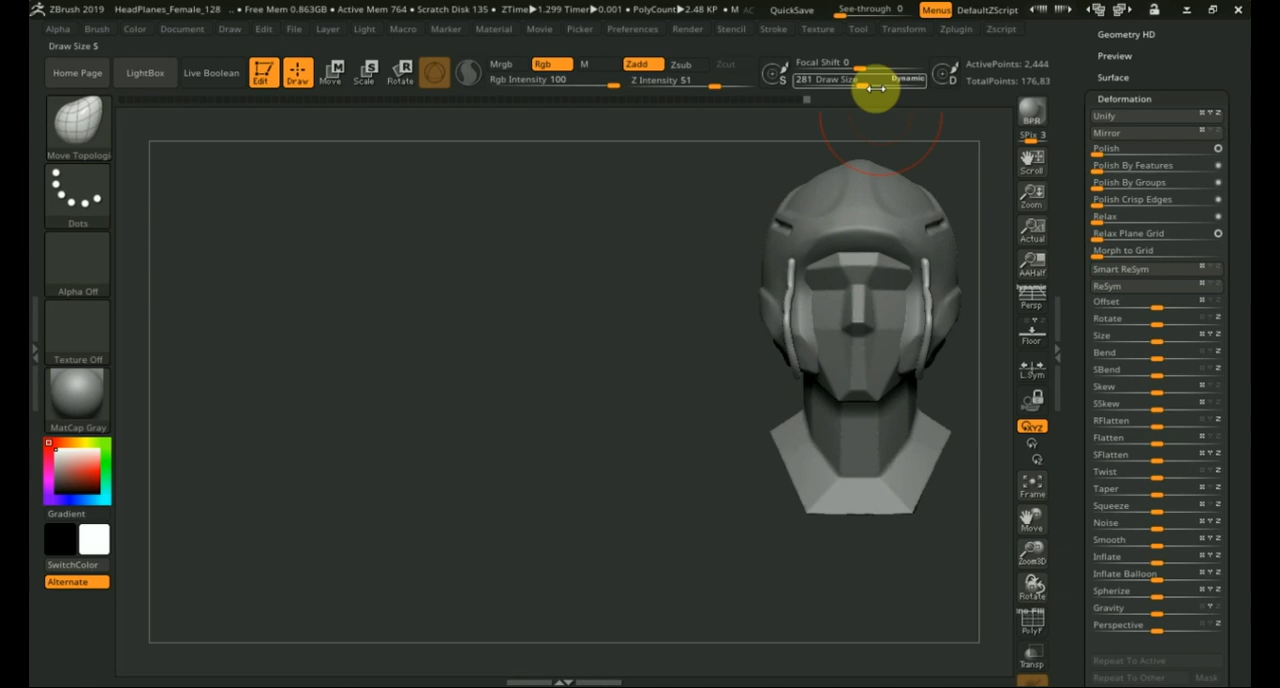 ZBrush 2019 HeadPlanes_Female_128 .. • Free Mem 0.863GB • Active Mem 764 • Scratch Disk 135 • ZTime▶1.299 Timer▶0.001 • PolyCount▶2.48 KP • M AC QuickSave See-through 0 Menus DefaultZScript
Alpha Brush Color Document Draw Edit File Layer Light Macro Marker Material Movie Picker Preferences Render Stencil Stroke Texture Tool Transform Zplugin Zscript
Draw Size S
Home Page
LightBox
Live Boolean
Edit
Draw
Move
Scale
Rotate
Mrgb Rgb M
Rgb Intensity 100
Zadd Zsub Zcut
Z Intensity 51
S
Focal Shift 0
281 Draw Size Dynamic
D
ActivePoints: 2,444
TotalPoints: 176,83
Move Topologi
Dots
Alpha Off
Texture Off
MatCap Gray
Gradient
SwitchColor
Alternate
BPR
SPix 3
Scroll
Zoom
Actual
AAHalf
Dynamic
Persp
Floor
L.Sym
XYZ
Frame
Move
Zoom3D
Rotate
PolyF
Transp
Geometry HD
Preview
Surface
Deformation
Unify
Mirror
Polish
Polish By Features
Polish By Groups
Polish Crisp Edges
Relax
Relax Plane Grid
Morph to Grid
Smart ReSym
ReSym
Offset
Rotate
Size
Bend
SBend
Skew
SSkew
RFlatten
Flatten
SFlatten
Twist
Taper
Squeeze
Noise
Smooth
Inflate
Inflate Balloon
Spherize
Gravity
Perspective
Repeat To Active
Repeat To Other Mask